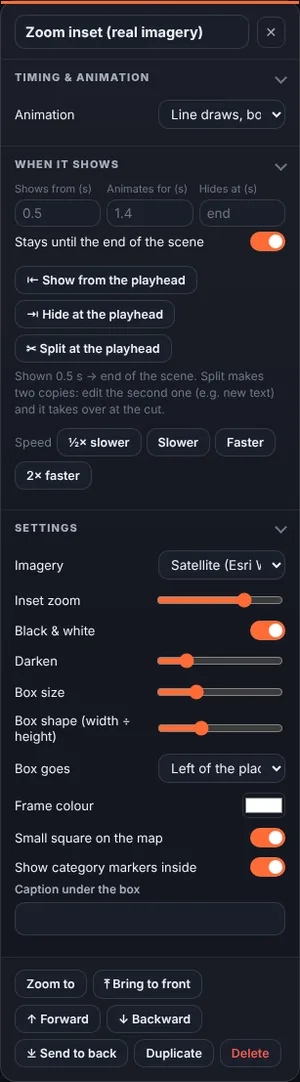 Zoom inset (real imagery)
TIMING & ANIMATION
Animation
Line draws, bo
WHEN IT SHOWS
Shows from (s) Animates for (s) Hides at (s)
0.5 1.4 end
Stays until the end of the scene
⇤ Show from the playhead
⇥ Hide at the playhead
✂ Split at the playhead
Shown 0.5 s → end of the scene. Split makes
two copies: edit the second one (e.g. new text)
and it takes over at the cut.
Speed ½× slower Slower Faster
2× faster
SETTINGS
Imagery Satellite (Esri W
Inset zoom
Black & white
Darken
Box size
Box shape (width ÷
height)
Box goes Left of the plac
Frame colour
Small square on the map
Show category markers inside
Caption under the box
Zoom to ⤒ Bring to front
↑ Forward ↓ Backward
⤓ Send to back Duplicate Delete